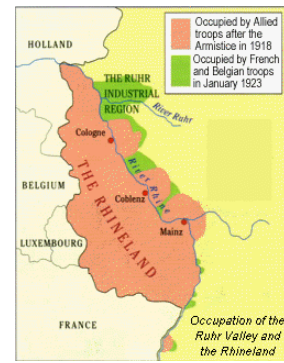 Occupied by Allied
troops after the
Armistice in 1918
Occupied by French
and Belgian troops
in January 1923
HOLLAND
THE RUHR
INDUSTRIAL
REGION
River Ruhr
Cologne
THE RHINELAND
River Rhine
BELGIUM
Coblenz
LUXEMBOURG
Mainz
FRANCE
Occupation of the
Ruhr Valley and
the Rhineland